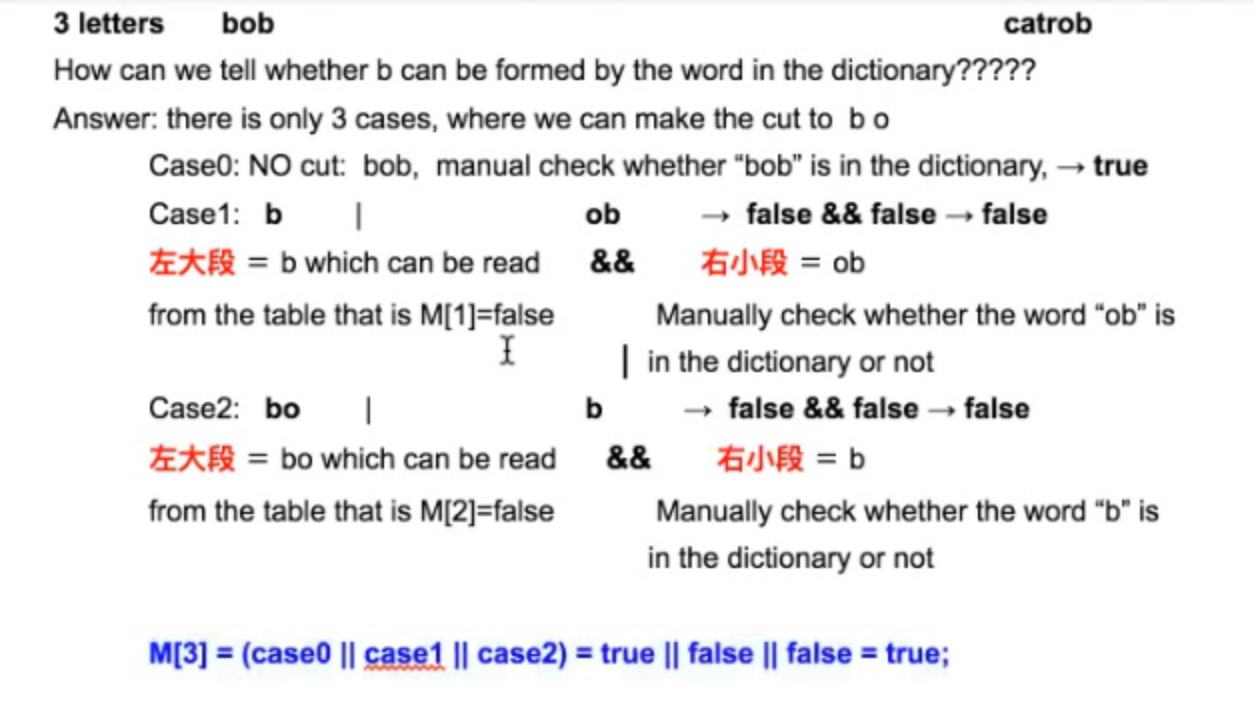 3 letters bob catrob
How can we tell whether b can be formed by the word in the dictionary?????
Answer: there is only 3 cases, where we can make the cut to b o
Case0: NO cut: bob, manual check whether “bob” is in the dictionary, → true
Case1: b | ob → false && false → false
左大段 = b which can be read && 右小段 = ob
from the table that is M[1]=false Manually check whether the word “ob” is
| in the dictionary or not
Case2: bo | b → false && false → false
左大段 = bo which can be read && 右小段 = b
from the table that is M[2]=false Manually check whether the word “b” is
in the dictionary or not
M[3] = (case0 || case1 || case2) = true || false || false = true;